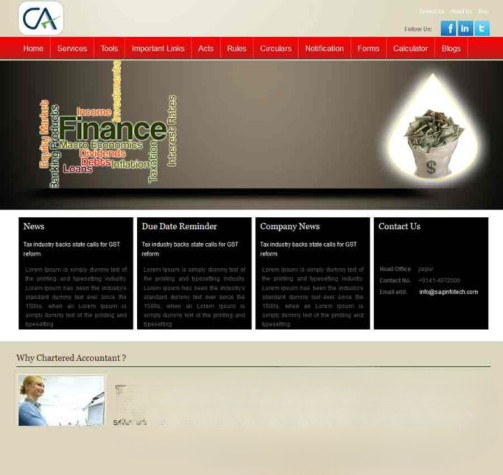 CA
Contact Us About Us Blog
Follow Us:
Home Services Tools Important Links Acts Rules Circulars Notification Forms Calculator Blogs
Investments
Income
Equity Markets
Banking Products
Finance
Interest Rates
Macro Economics
Dividends
Taxation
Debts
Inflation
Loans
News
Tax industry backs state calls for GST
reform
Lorem Ipsum is simply dummy text of
the printing and typesetting industry.
Lorem Ipsum has been the industry's
standard dummy text ever since the
1500s, when an Lorem Ipsum is
simply dummy text of the printing and
typesetting
Due Date Reminder
Tax industry backs state calls for GST
reform
Lorem Ipsum is simply dummy text of
the printing and typesetting industry.
Lorem Ipsum has been the industry's
standard dummy text ever since the
1500s, when an Lorem Ipsum is
simply dummy text of the printing and
typesetting
Company News
Tax industry backs state calls for GST
reform
Lorem Ipsum is simply dummy text of
the printing and typesetting industry.
Lorem Ipsum has been the industry's
standard dummy text ever since the
1500s, when an Lorem Ipsum is
simply dummy text of the printing and
typesetting
Contact Us
Head Office jaipur
Contact No.
Email add. info@saginfotech.com
Why Chartered Accountant ?